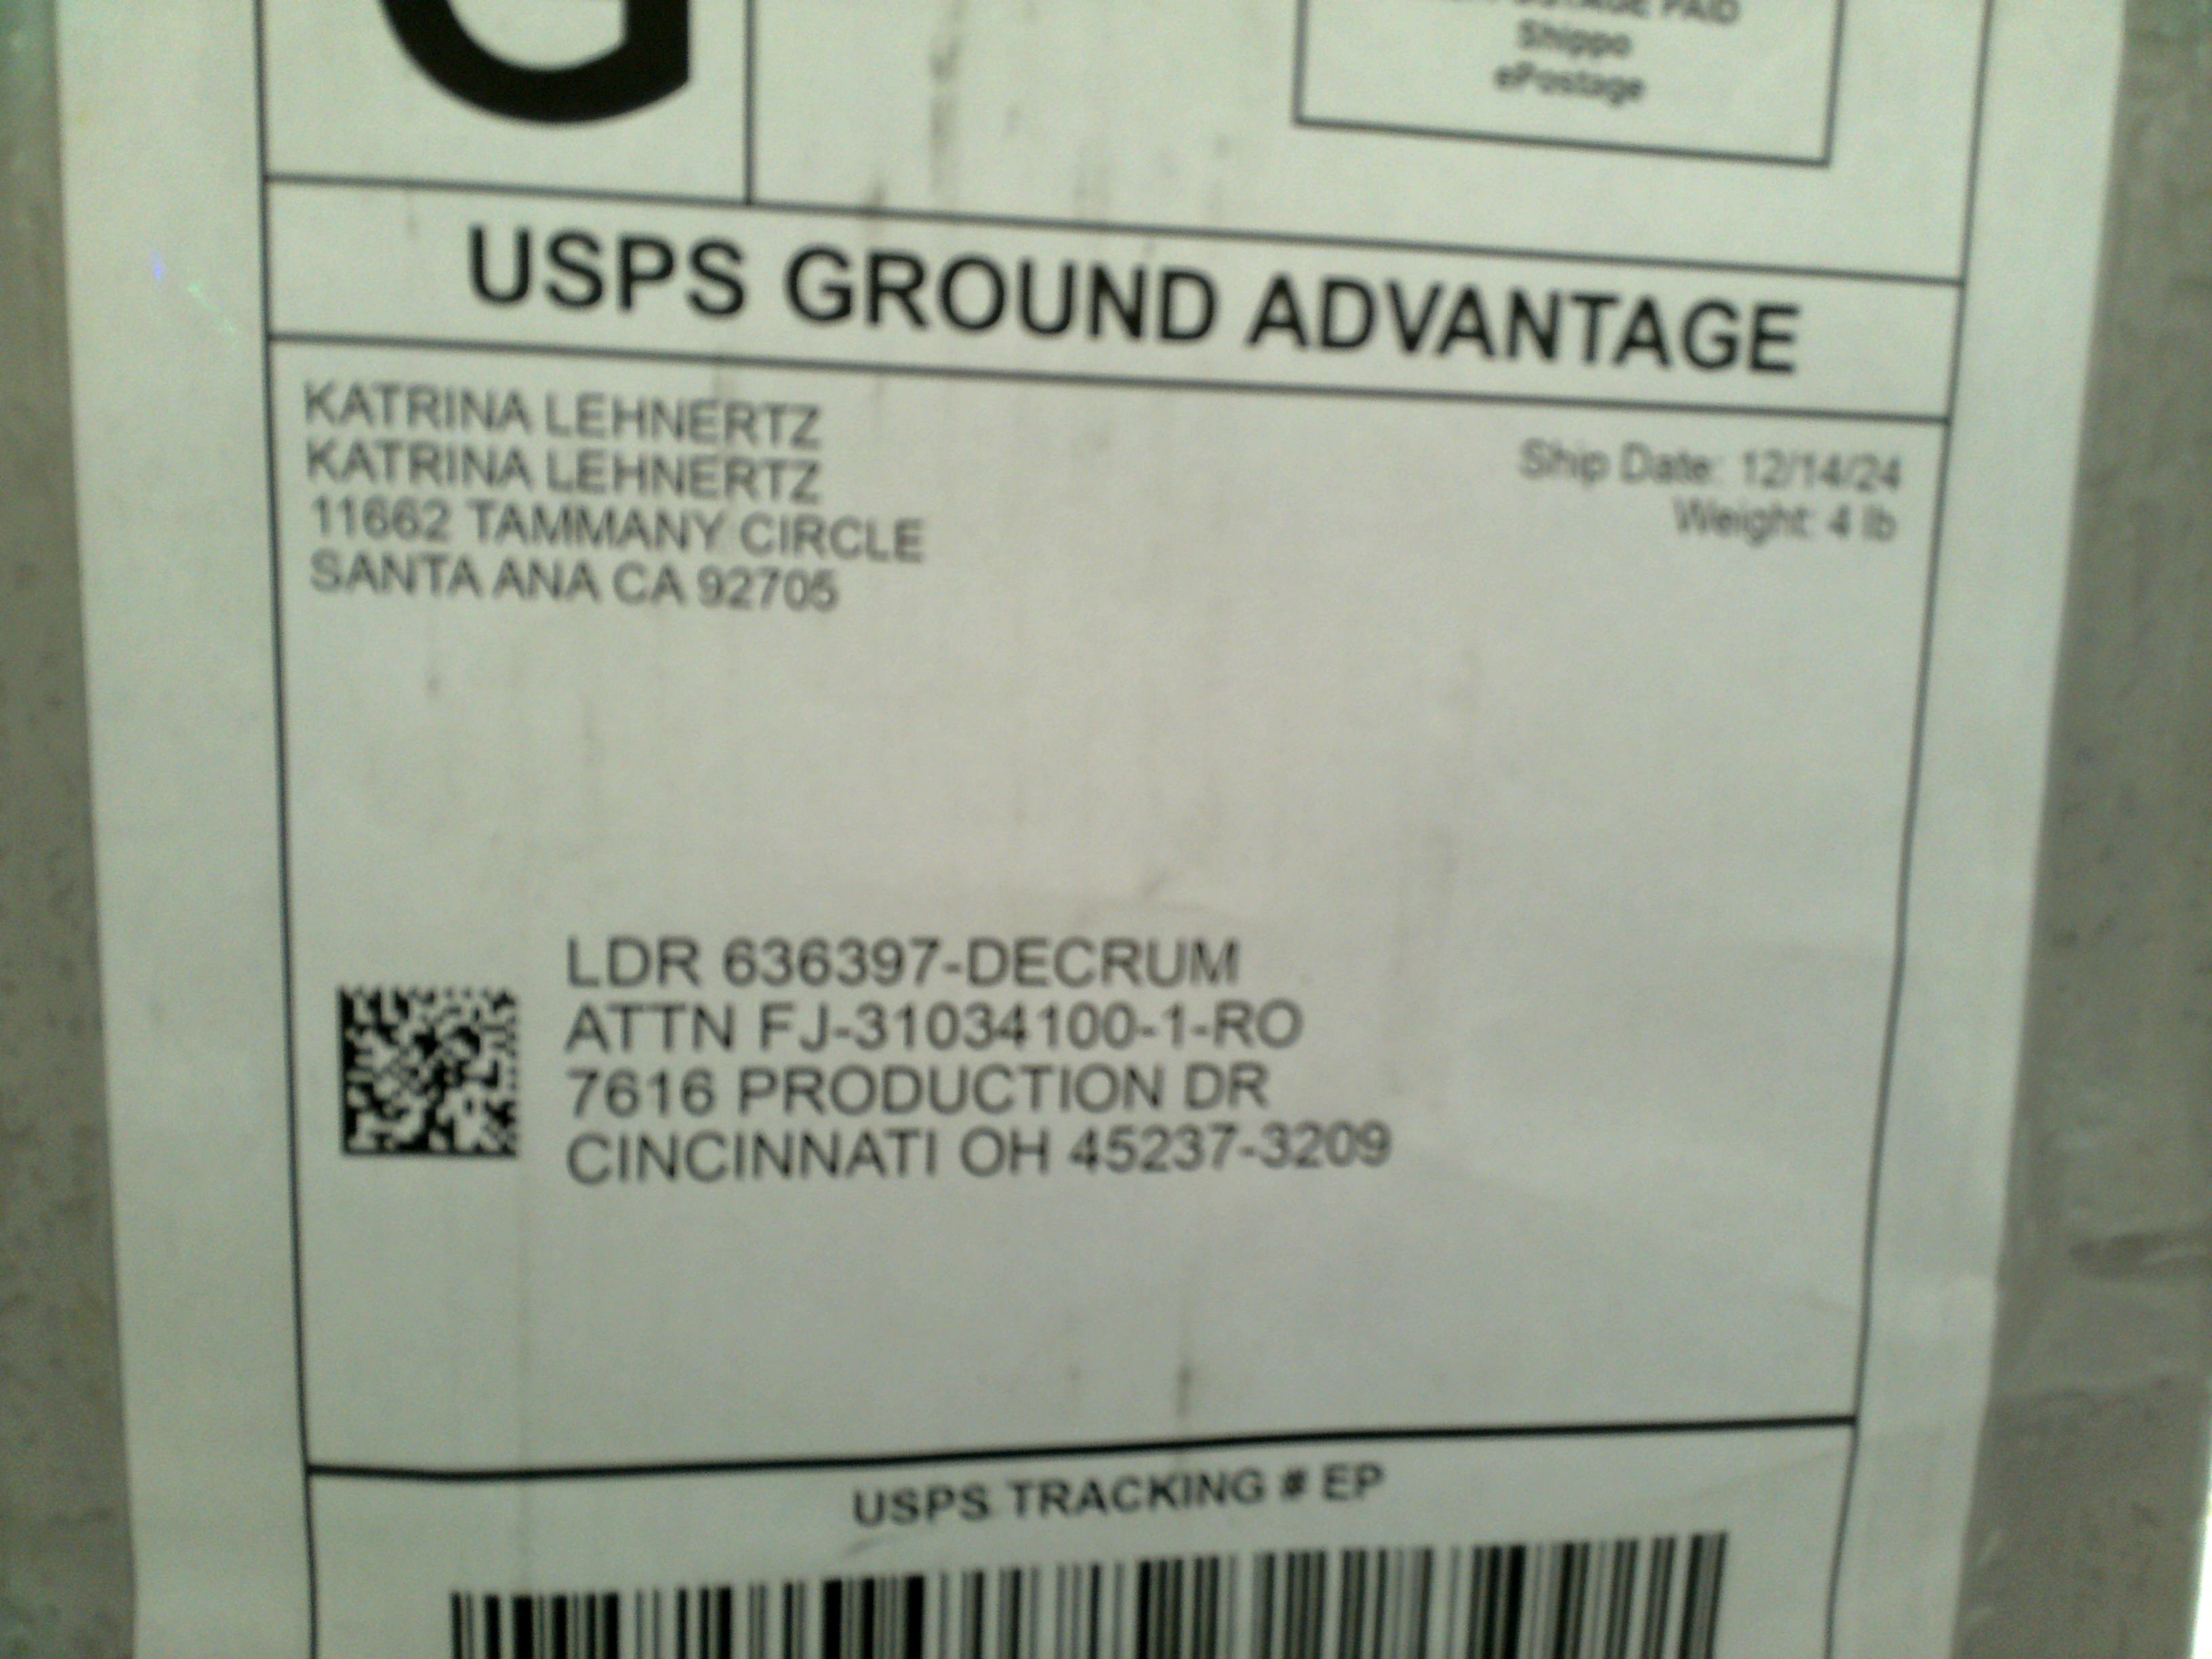 G
POSTAGE PAID
Shippo
ePostage
USPS GROUND ADVANTAGE
KATRINA LEHNERTZ
KATRINA LEHNERTZ
11662 TAMMANY CIRCLE
SANTA ANA CA 92705
Ship Date: 12/14/24
Weight: 4 lb
LDR 636397-DECRUM
ATTN FJ-31034100-1-RO
7616 PRODUCTION DR
CINCINNATI OH 45237-3209
USPS TRACKING # EP